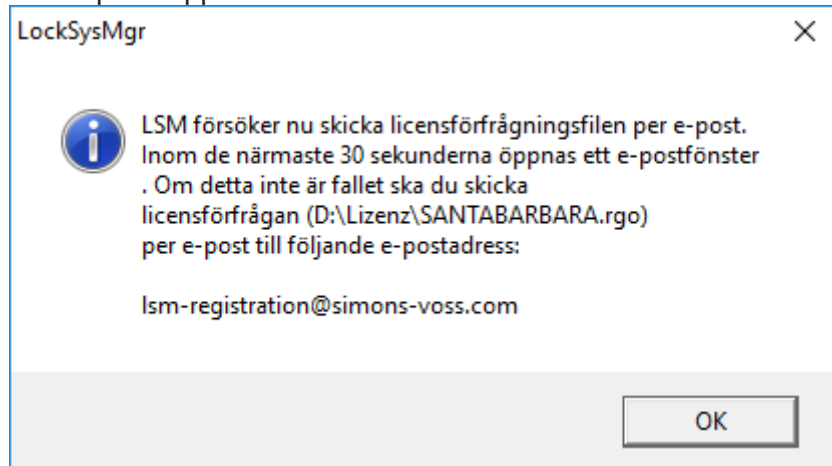 LockSysMgr
LSM försöker nu skicka licensförfrågningsfilen per e-post.
Inom de närmaste 30 sekunderna öppnas ett e-postfönster
. Om detta inte är fallet ska du skicka
licensförfrågan (D:\Lizenz\SANTABARBARA.rgo)
per e-post till följande e-postadress:
lsm-registration@simons-voss.com
OK